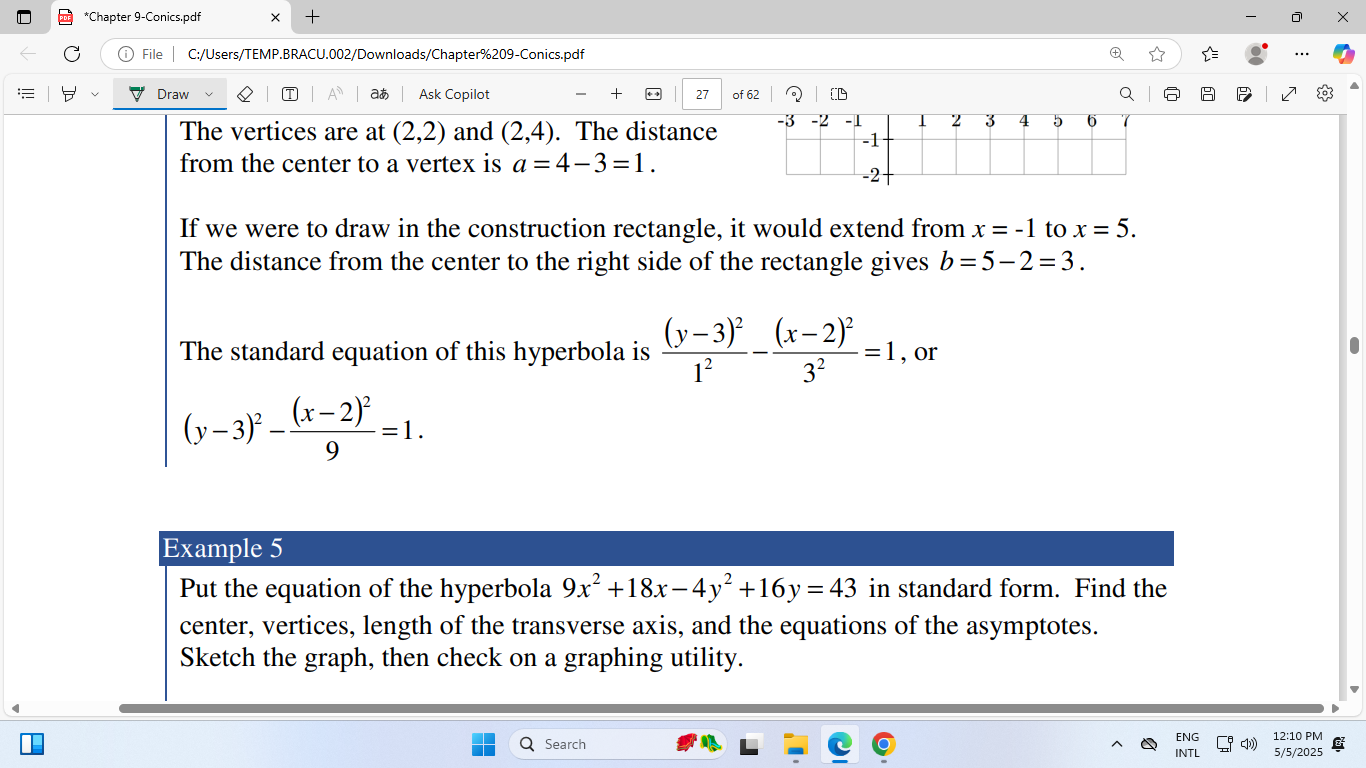 *Chapter 9-Conics.pdf
File C:/Users/TEMP.BRACU.002/Downloads/Chapter%209-Conics.pdf
Draw aあ Ask Copilot 27 of 62
The vertices are at (2,2) and (2,4). The distance
from the center to a vertex is a = 4 − 3 = 1.
-3 -2 -1 1 2 3 4 5 6 7
-1
-2
If we were to draw in the construction rectangle, it would extend from x = -1 to x = 5.
The distance from the center to the right side of the rectangle gives b = 5 − 2 = 3.
The standard equation of this hyperbola is (y − 3)²/1² − (x − 2)²/3² = 1, or
(y − 3)² − (x − 2)²/9 = 1.
Example 5
Put the equation of the hyperbola 9x² + 18x − 4y² + 16y = 43 in standard form. Find the
center, vertices, length of the transverse axis, and the equations of the asymptotes.
Sketch the graph, then check on a graphing utility.
Search
ENG
INTL
12:10 PM
5/5/2025